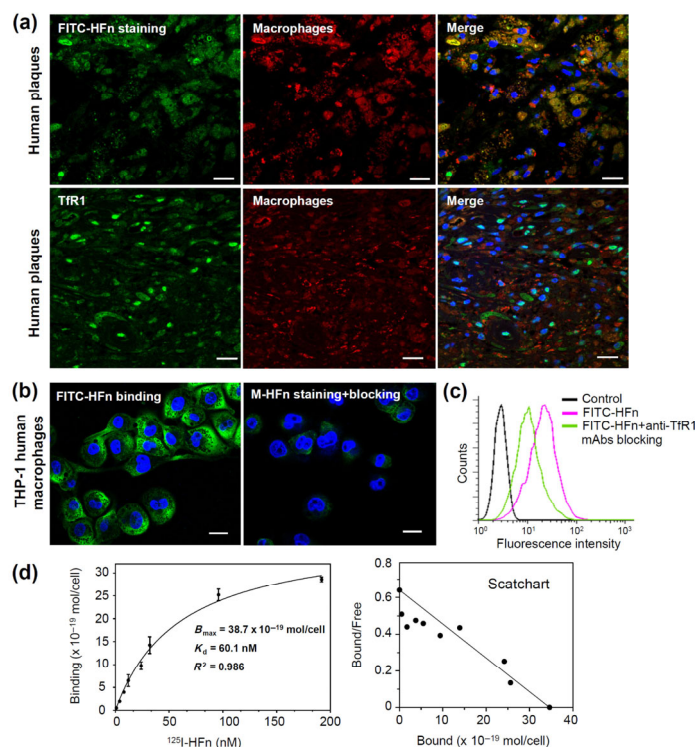 (a)
FITC-HFn staining
Macrophages
Merge
Human plaques
TfR1
Macrophages
Merge
Human plaques
(b)
FITC-HFn binding
M-HFn staining+blocking
THP-1 human
macrophages
(c)
Control
FITC-HFn
FITC-HFn+anti-TfR1
mAbs blocking
Counts
10⁰ 10¹ 10² 10³
Fluorescence intensity
(d)
Binding (x 10⁻¹⁹ mol/cell)
30
25
20
15
10
5
0
Bmax = 38.7 x 10⁻¹⁹ mol/cell
Kd = 60.1 nM
R² = 0.986
0 50 100 150 200
¹²⁵I-HFn (nM)
Scatchart
Bound/Free
0.8
0.6
0.4
0.2
0
0 10 20 30 40
Bound (x 10⁻¹⁹ mol/cell)